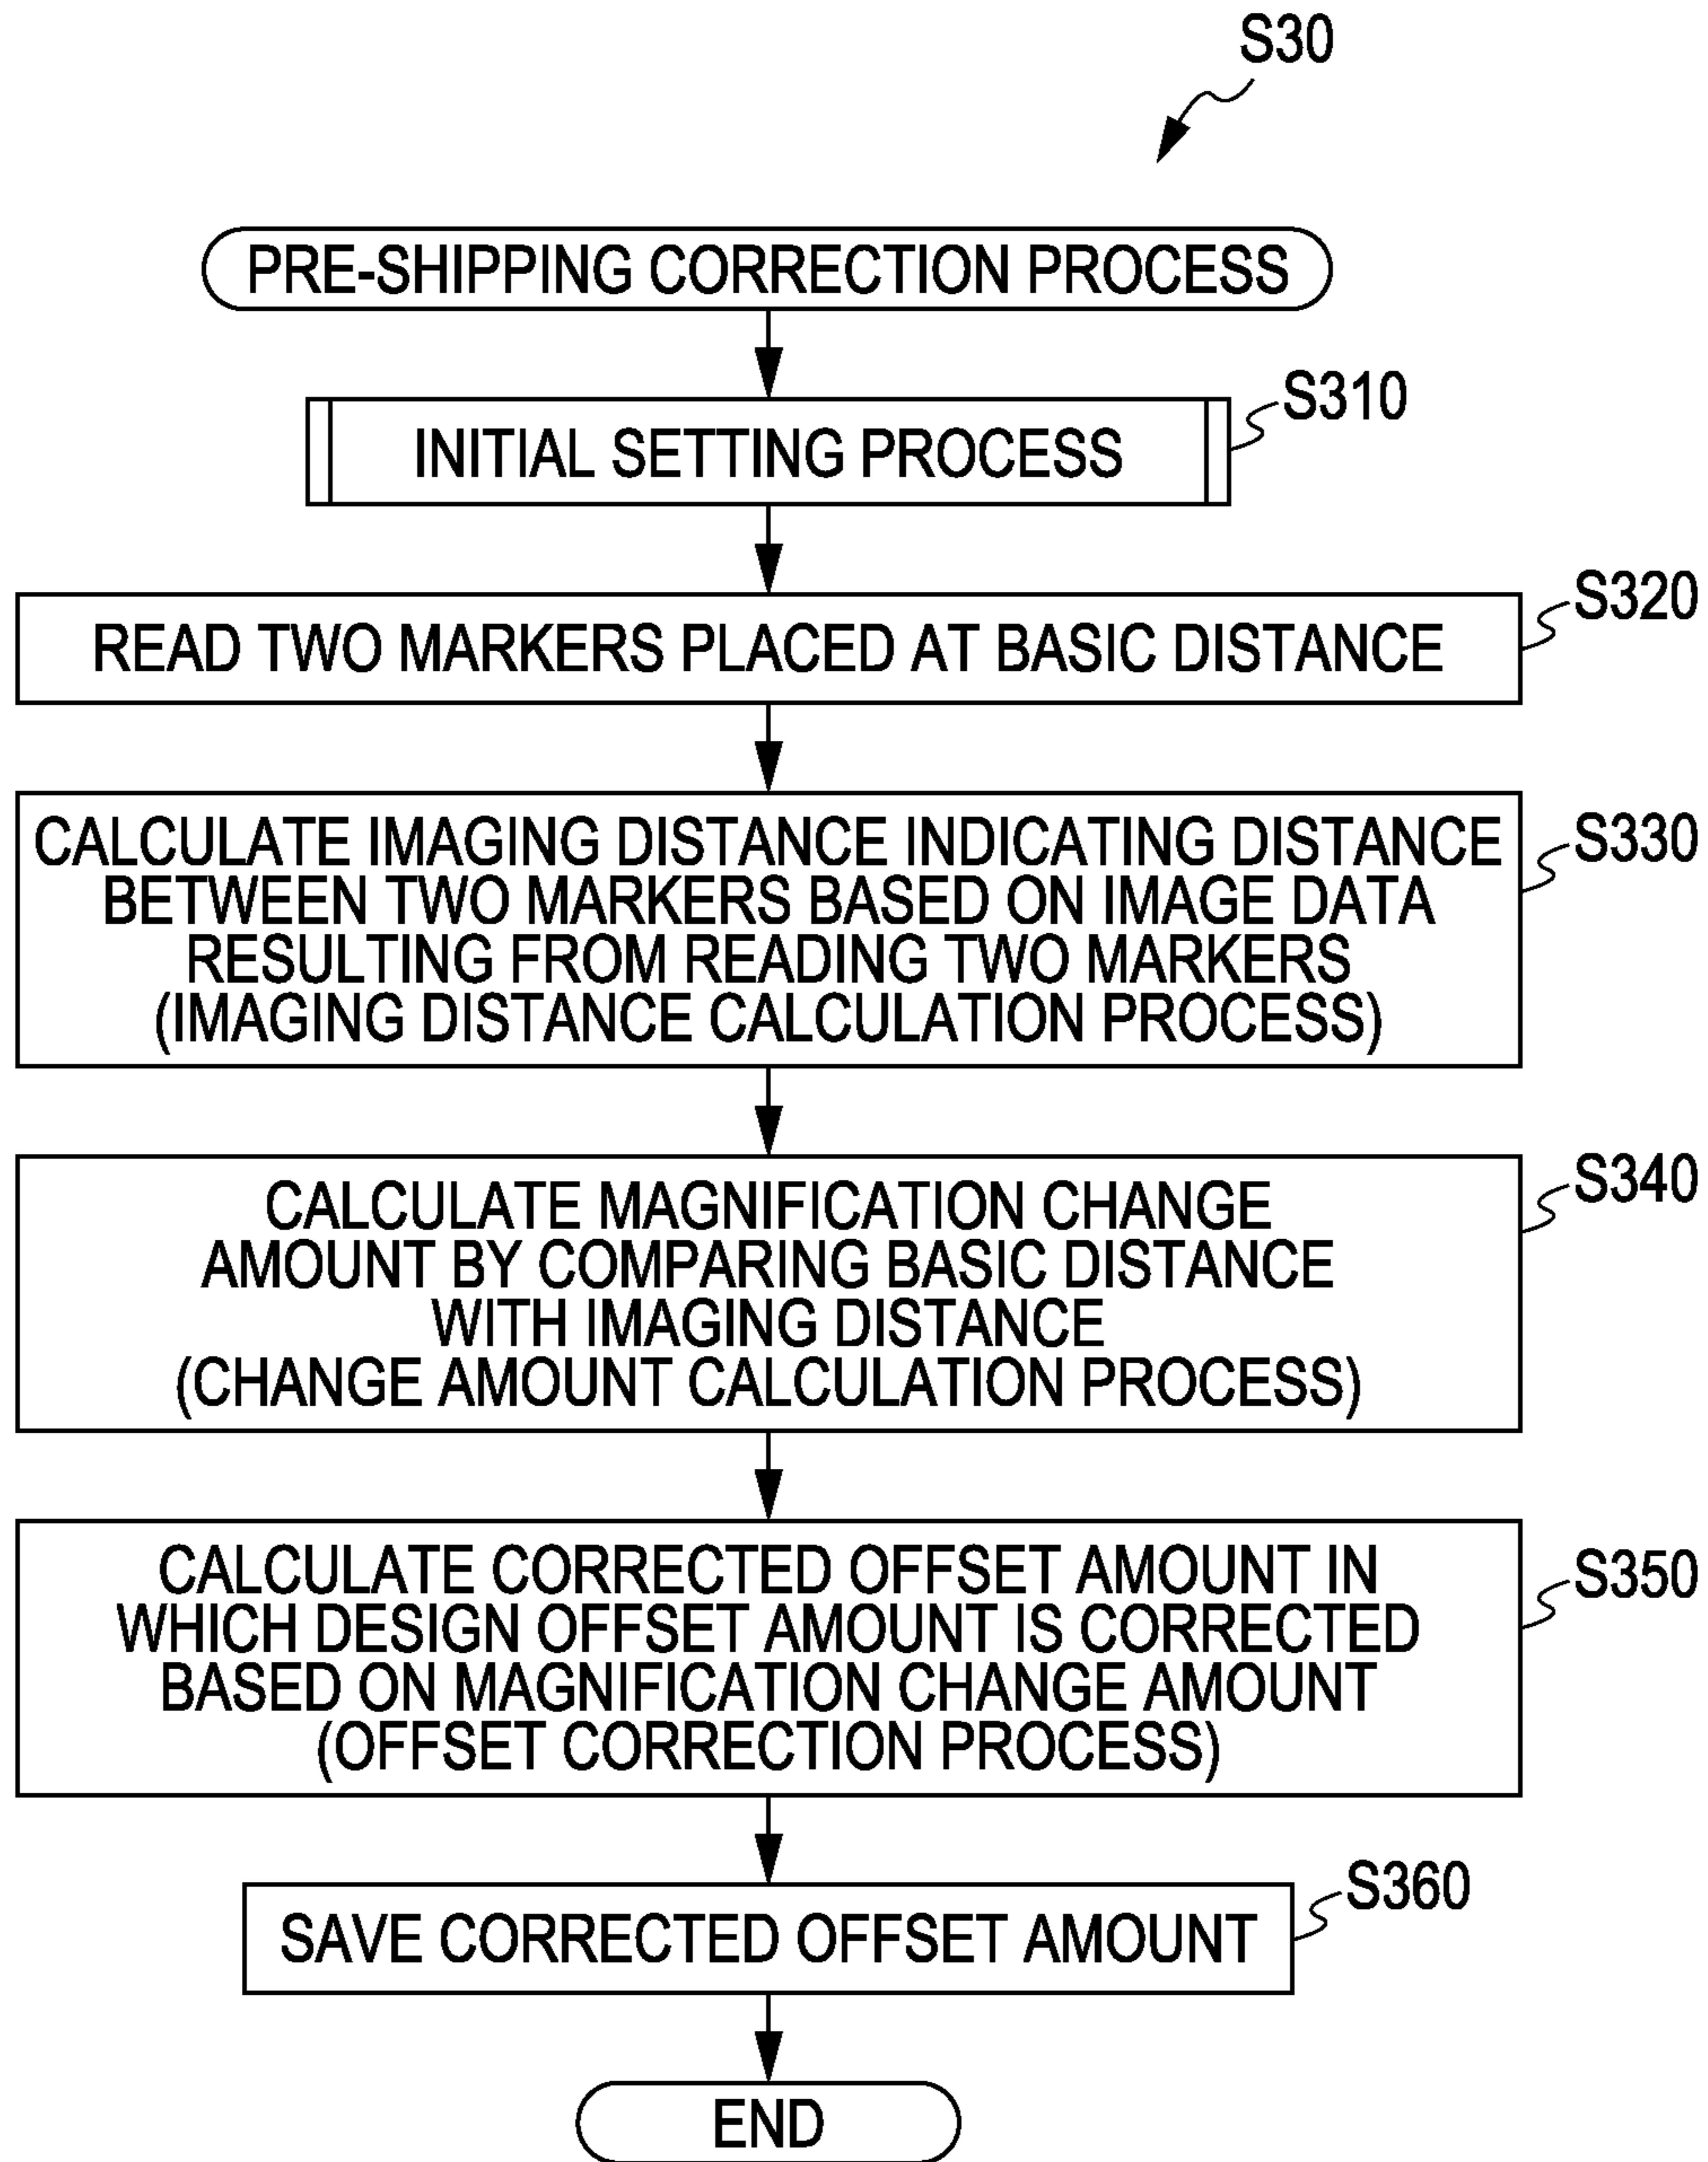 S30
PRE-SHIPPING CORRECTION PROCESS
S310
INITIAL SETTING PROCESS
S320
READ TWO MARKERS PLACED AT BASIC DISTANCE
S330
CALCULATE IMAGING DISTANCE INDICATING DISTANCE
BETWEEN TWO MARKERS BASED ON IMAGE DATA
RESULTING FROM READING TWO MARKERS
(IMAGING DISTANCE CALCULATION PROCESS)
S340
CALCULATE MAGNIFICATION CHANGE
AMOUNT BY COMPARING BASIC DISTANCE
WITH IMAGING DISTANCE
(CHANGE AMOUNT CALCULATION PROCESS)
S350
CALCULATE CORRECTED OFFSET AMOUNT IN
WHICH DESIGN OFFSET AMOUNT IS CORRECTED
BASED ON MAGNIFICATION CHANGE AMOUNT
(OFFSET CORRECTION PROCESS)
S360
SAVE CORRECTED OFFSET AMOUNT
END